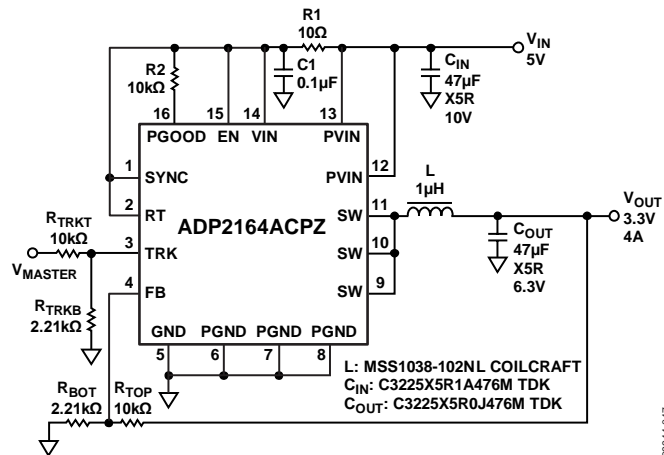 R1
10Ω
VIN
5V
R2
10kΩ
C1
0.1µF
CIN
47µF
X5R
10V
16
15
14
13
PGOOD
EN
VIN
PVIN
1
SYNC
PVIN
12
2
RT
ADP2164ACPZ
SW
11
L
1µH
VOUT
3.3V
4A
RTRKT
10kΩ
VMASTER
3
TRK
SW
10
COUT
47µF
X5R
6.3V
4
FB
SW
9
RTRKB
2.21kΩ
GND
PGND
PGND
PGND
5
6
7
8
L: MSS1038-102NL COILCRAFT
CIN: C3225X5R1A476M TDK
COUT: C3225X5R0J476M TDK
RBOT
2.21kΩ
RTOP
10kΩ